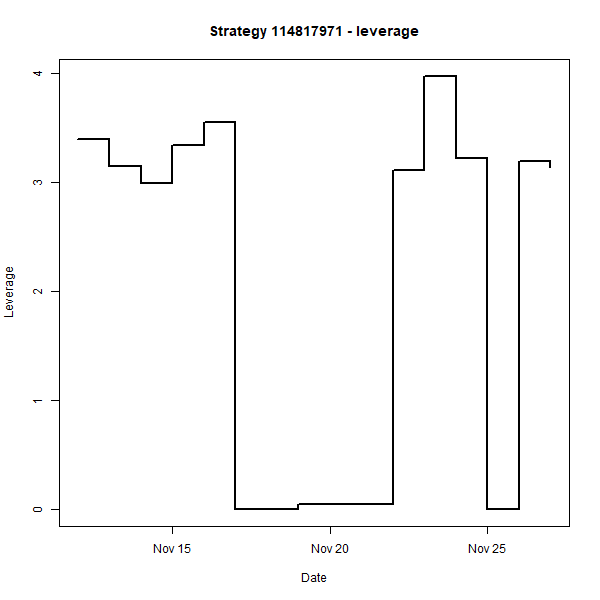 Strategy 114817971 - leverage
Leverage
4
3
2
1
0
Nov 15
Nov 20
Nov 25
Date